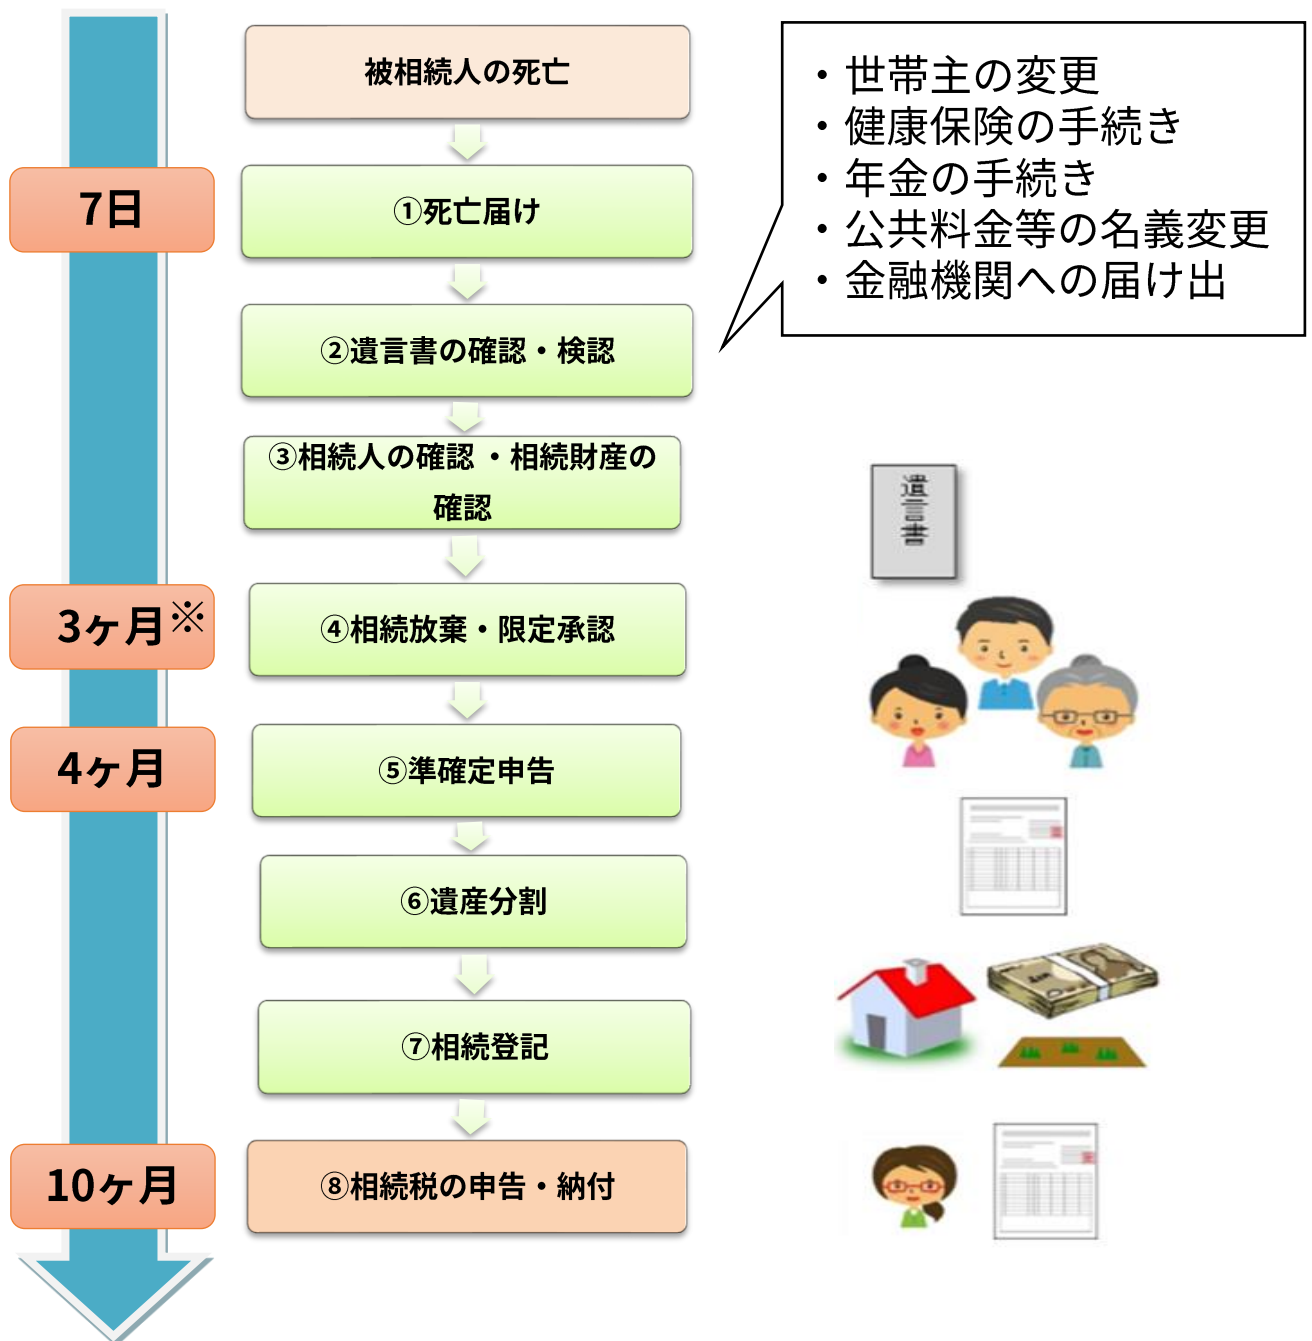 被相続人の死亡
・世帯主の変更
・健康保険の手続き
・年金の手続き
・公共料金等の名義変更
・金融機関への届け出
7日
①死亡届け
②遺言書の確認・検認
③相続人の確認 ・相続財産の
確認
遺言書
3ヶ月※
④相続放棄・限定承認
4ヶ月
⑤準確定申告
⑥遺産分割
⑦相続登記
10ヶ月
⑧相続税の申告・納付